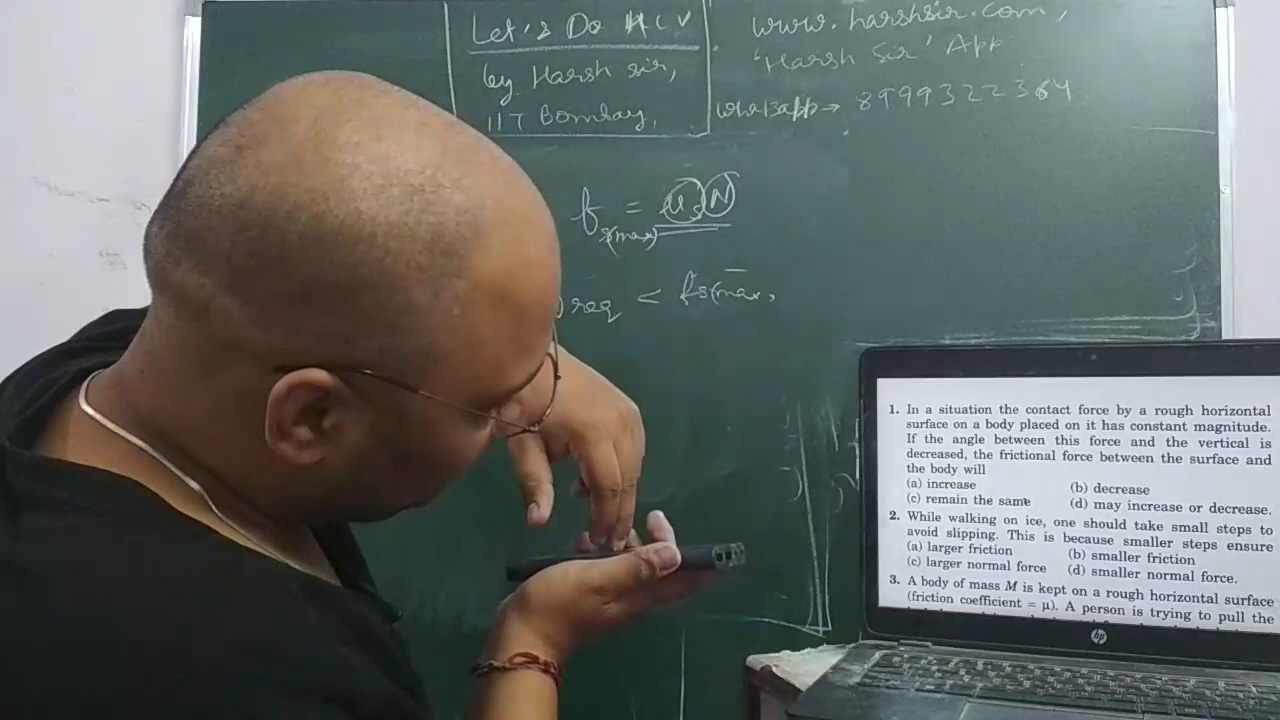 Let's Do HCV
by Harsh sir,
IIT Bombay,
www.harshsir.com,
'Harsh Sir' App
whatsapp → 8999322364
fs(max) = μsN
)req < fs(max,
1. In a situation the contact force by a rough horizontal
surface on a body placed on it has constant magnitude.
If the angle between this force and the vertical is
decreased, the frictional force between the surface and
the body will
(a) increase (b) decrease
(c) remain the same (d) may increase or decrease.
2. While walking on ice, one should take small steps to
avoid slipping. This is because smaller steps ensure
(a) larger friction (b) smaller friction
(c) larger normal force (d) smaller normal force.
3. A body of mass M is kept on a rough horizontal surface
(friction coefficient = μ). A person is trying to pull the
hp